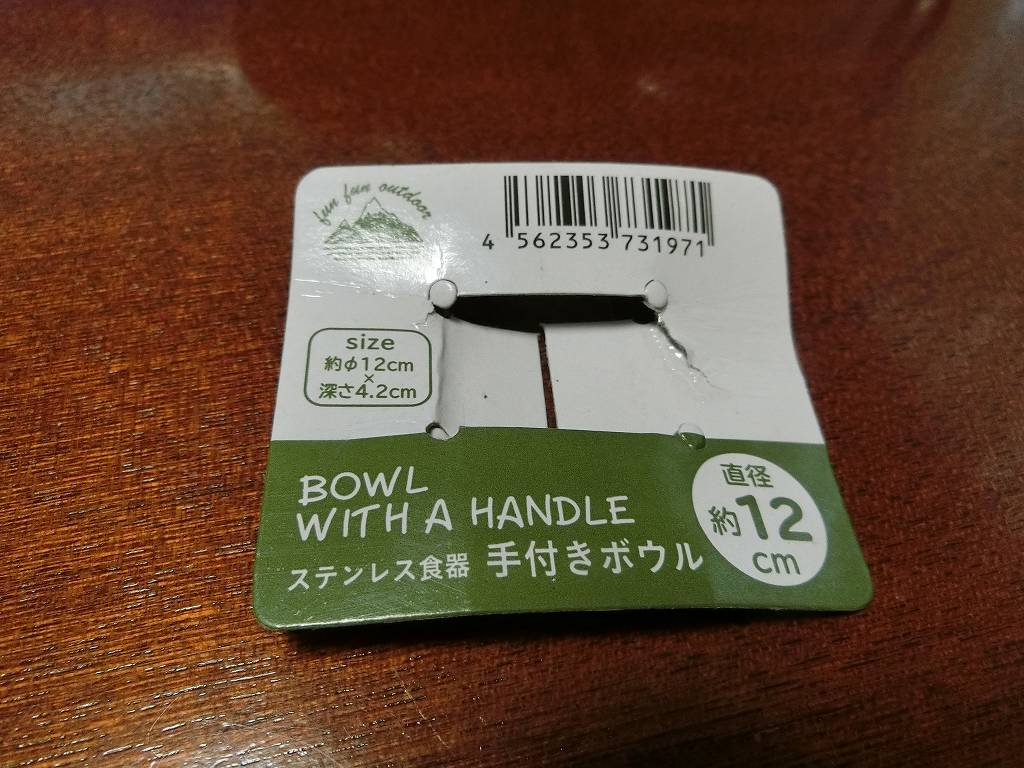 fun fun outdoor
4 562353 731971
size
約φ12cm
×
深さ4.2cm
BOWL
WITH A HANDLE
ステンレス食器 手付きボウル
直径
約12
cm